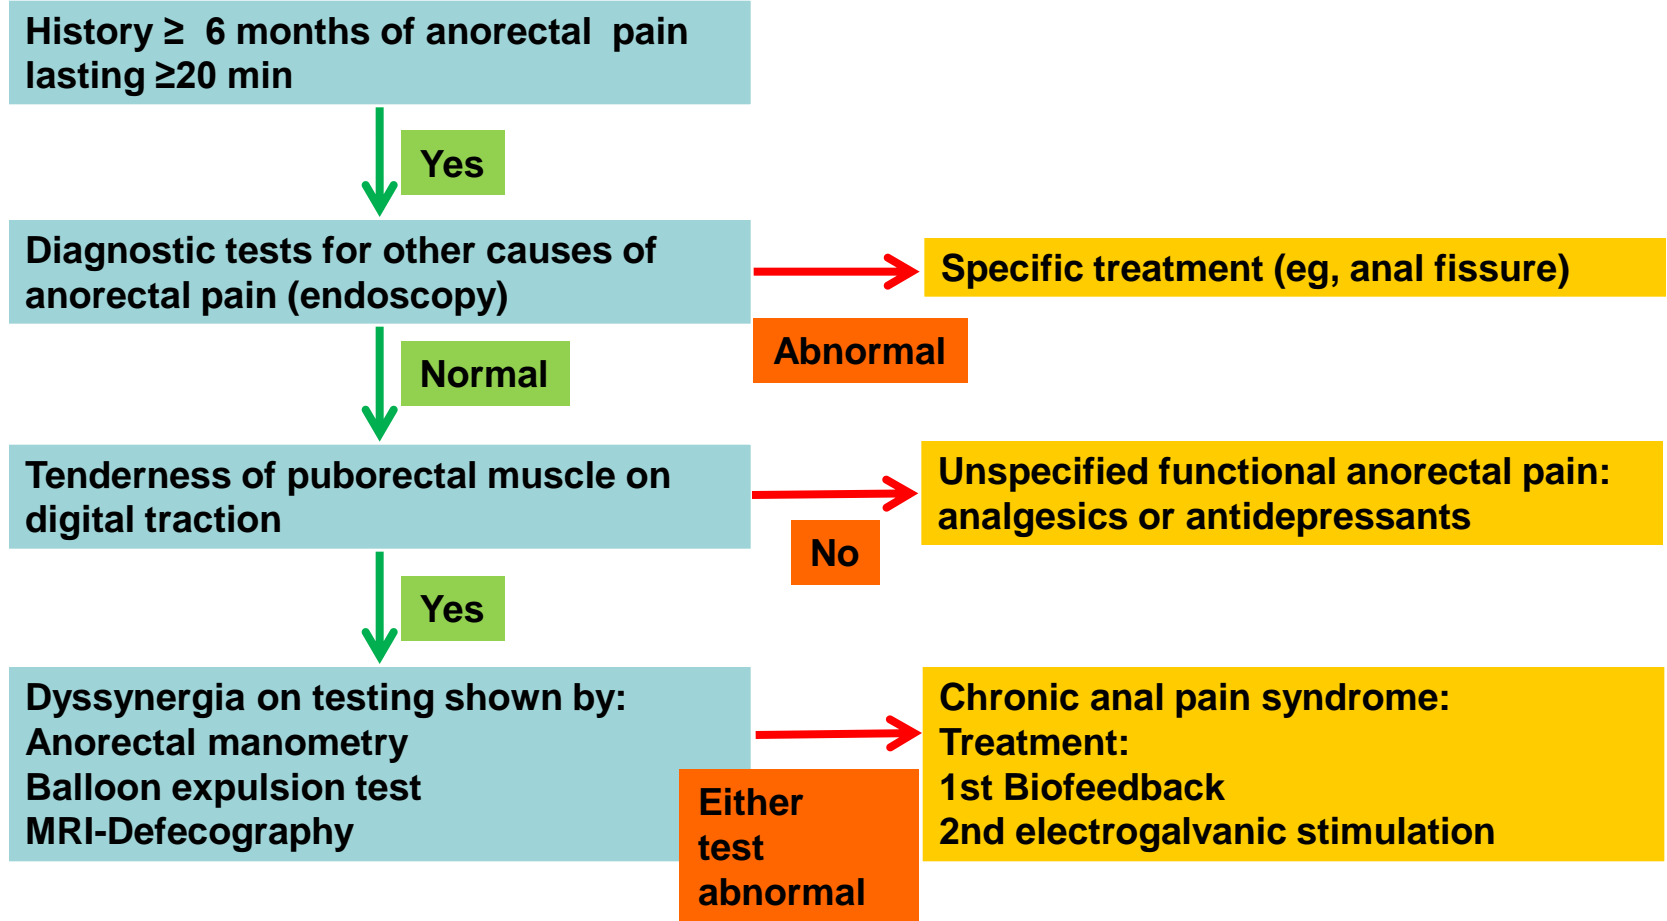 History ≥ 6 months of anorectal pain
lasting ≥20 min
Yes
Diagnostic tests for other causes of
anorectal pain (endoscopy)
Specific treatment (eg, anal fissure)
Abnormal
Normal
Tenderness of puborectal muscle on
digital traction
Unspecified functional anorectal pain:
analgesics or antidepressants
No
Yes
Dyssynergia on testing shown by:
Anorectal manometry
Balloon expulsion test
MRI-Defecography
Either
test
abnormal
Chronic anal pain syndrome:
Treatment:
1st Biofeedback
2nd electrogalvanic stimulation